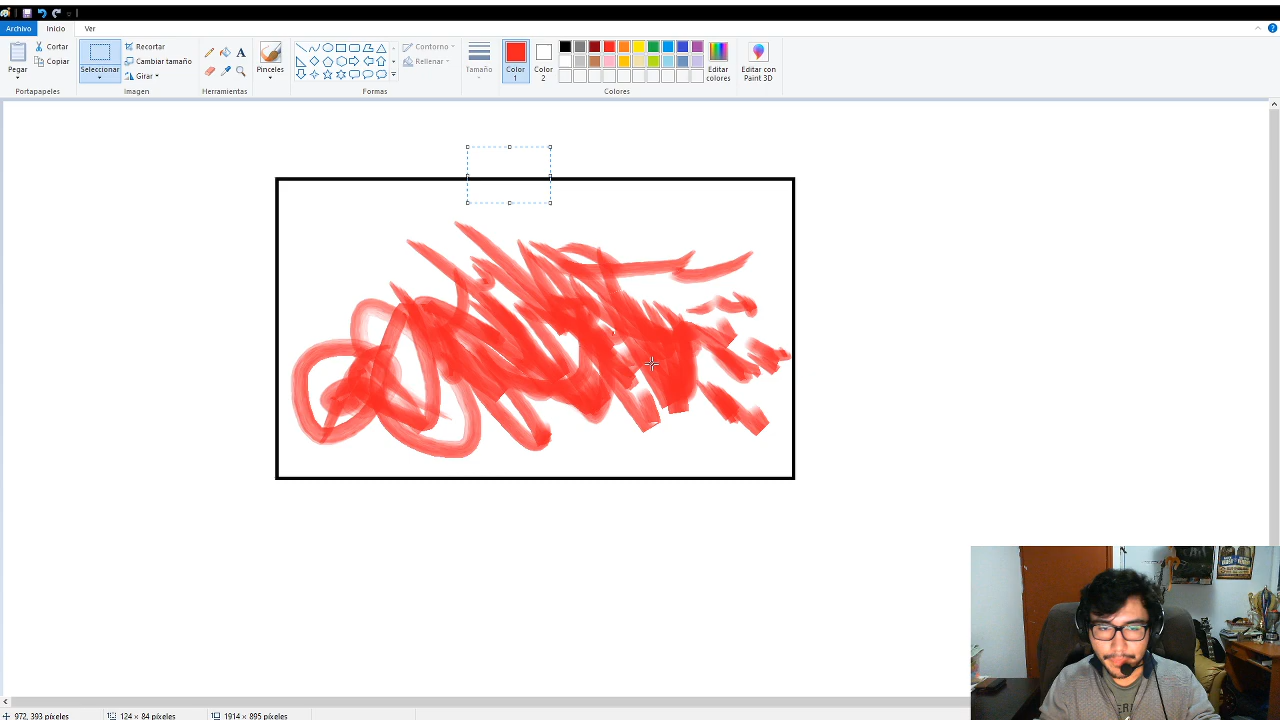 Archivo Inicio Ver
Pegar
Cortar
Copiar
Portapapeles
Seleccionar
Recortar
Cambiar tamaño
Girar
Imagen
A
Herramientas
Pinceles
Contorno
Rellenar
Formas
Tamaño
Color
1
Color
2
Editar
colores
Colores
Editar con
Paint 3D
972, 393 píxeles 124 × 84 píxeles 1914 × 895 píxeles